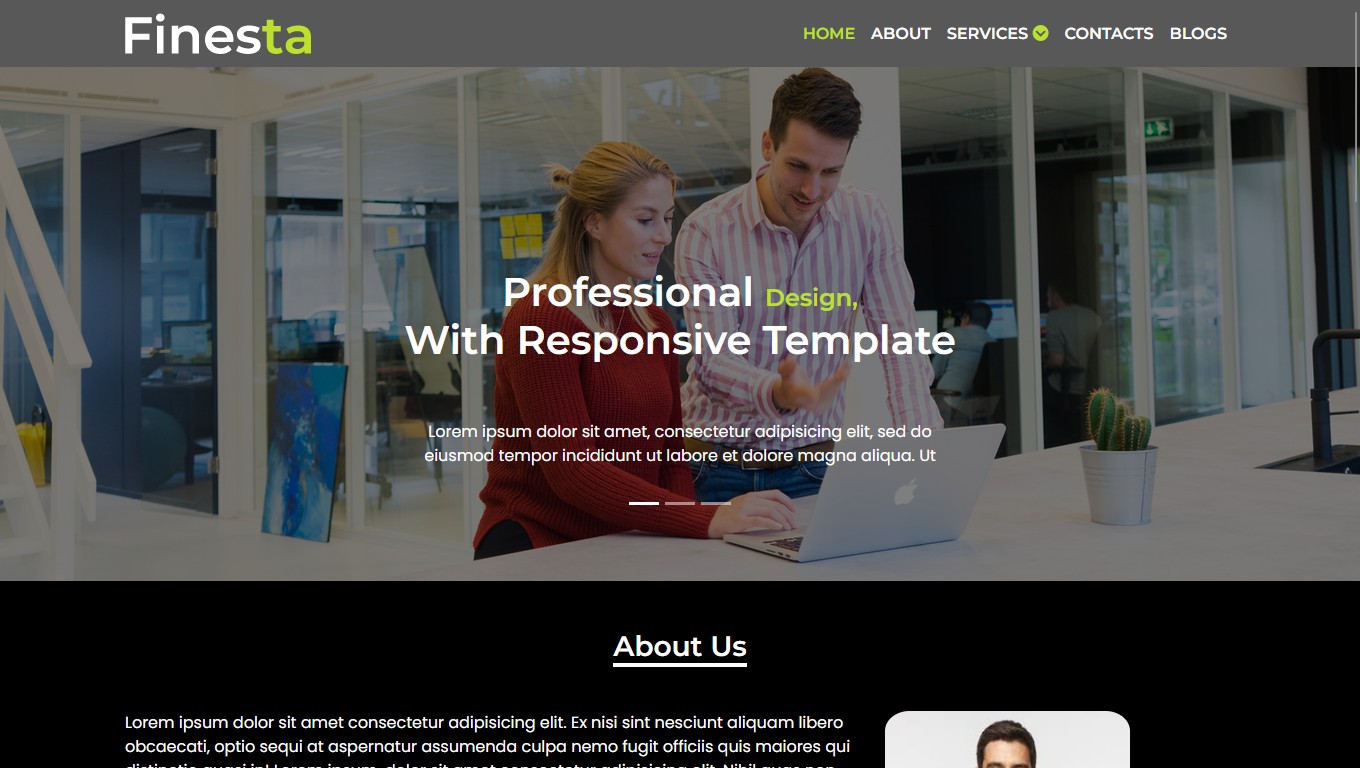 Finesta
HOME ABOUT SERVICES CONTACTS BLOGS
Professional Design,
With Responsive Template
Lorem ipsum dolor sit amet, consectetur adipisicing elit, sed do
eiusmod tempor incididunt ut labore et dolore magna aliqua. Ut
About Us
Lorem ipsum dolor sit amet consectetur adipisicing elit. Ex nisi sint nesciunt aliquam libero
obcaecati, optio sequi at aspernatur assumenda culpa nemo fugit officiis quis maiores qui